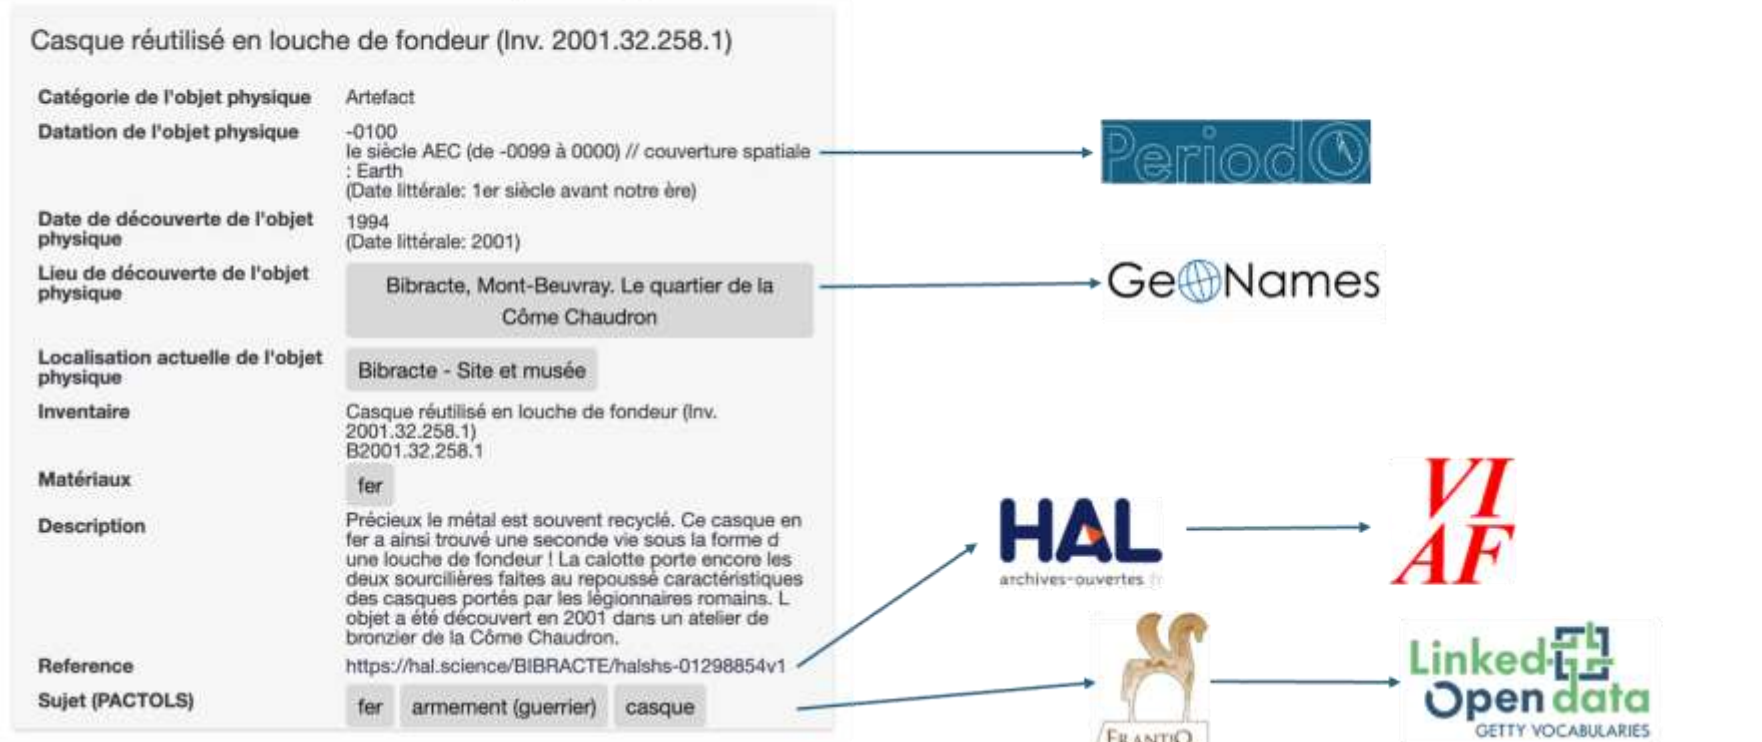 Casque réutilisé en louche de fondeur (Inv. 2001.32.258.1)
Catégorie de l'objet physique
Artefact
Datation de l'objet physique
-0100
Ie siècle AEC (de -0099 à 0000) // couverture spatiale
: Earth
(Date littérale: 1er siècle avant notre ère)
Date de découverte de l'objet
physique
1994
(Date littérale: 2001)
Lieu de découverte de l'objet
physique
Bibracte, Mont-Beuvray. Le quartier de la
Côme Chaudron
Localisation actuelle de l'objet
physique
Bibracte - Site et musée
Inventaire
Casque réutilisé en louche de fondeur (Inv.
2001.32.258.1)
B2001.32.258.1
Matériaux
fer
Description
Précieux le métal est souvent recyclé. Ce casque en
fer a ainsi trouvé une seconde vie sous la forme d
une louche de fondeur ! La calotte porte encore les
deux sourcilières faites au repoussé caractéristiques
des casques portés par les légionnaires romains. L
objet a été découvert en 2001 dans un atelier de
bronzier de la Côme Chaudron.
Reference
https://hal.science/BIBRACTE/halshs-01298854v1
Sujet (PACTOLS)
fer
armement (guerrier)
casque
PeriodO
GeoNames
HAL
archives-ouvertes.fr
VI
AF
FRANTIQ
Linked
Open data
GETTY VOCABULARIES